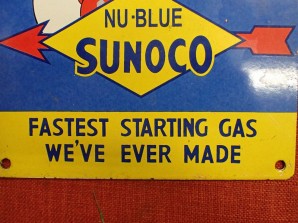 NU·BLUE
SUNOCO
FASTEST STARTING GAS
WE'VE EVER MADE